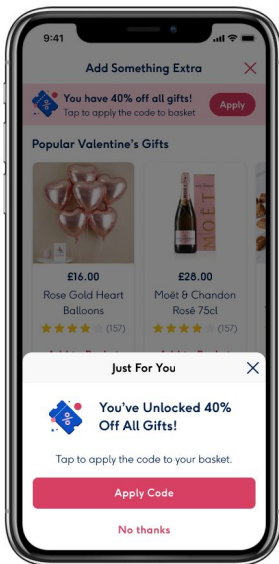 9:41
Add Something Extra
You have 40% off all gifts!
Tap to apply the code to basket
Apply
Popular Valentine's Gifts
MOËT
£16.00
Rose Gold Heart
Balloons
(157)
£28.00
Moët & Chandon
Rosé 75cl
(157)
Just For You
You've Unlocked 40%
Off All Gifts!
Tap to apply the code to your basket.
Apply Code
No thanks